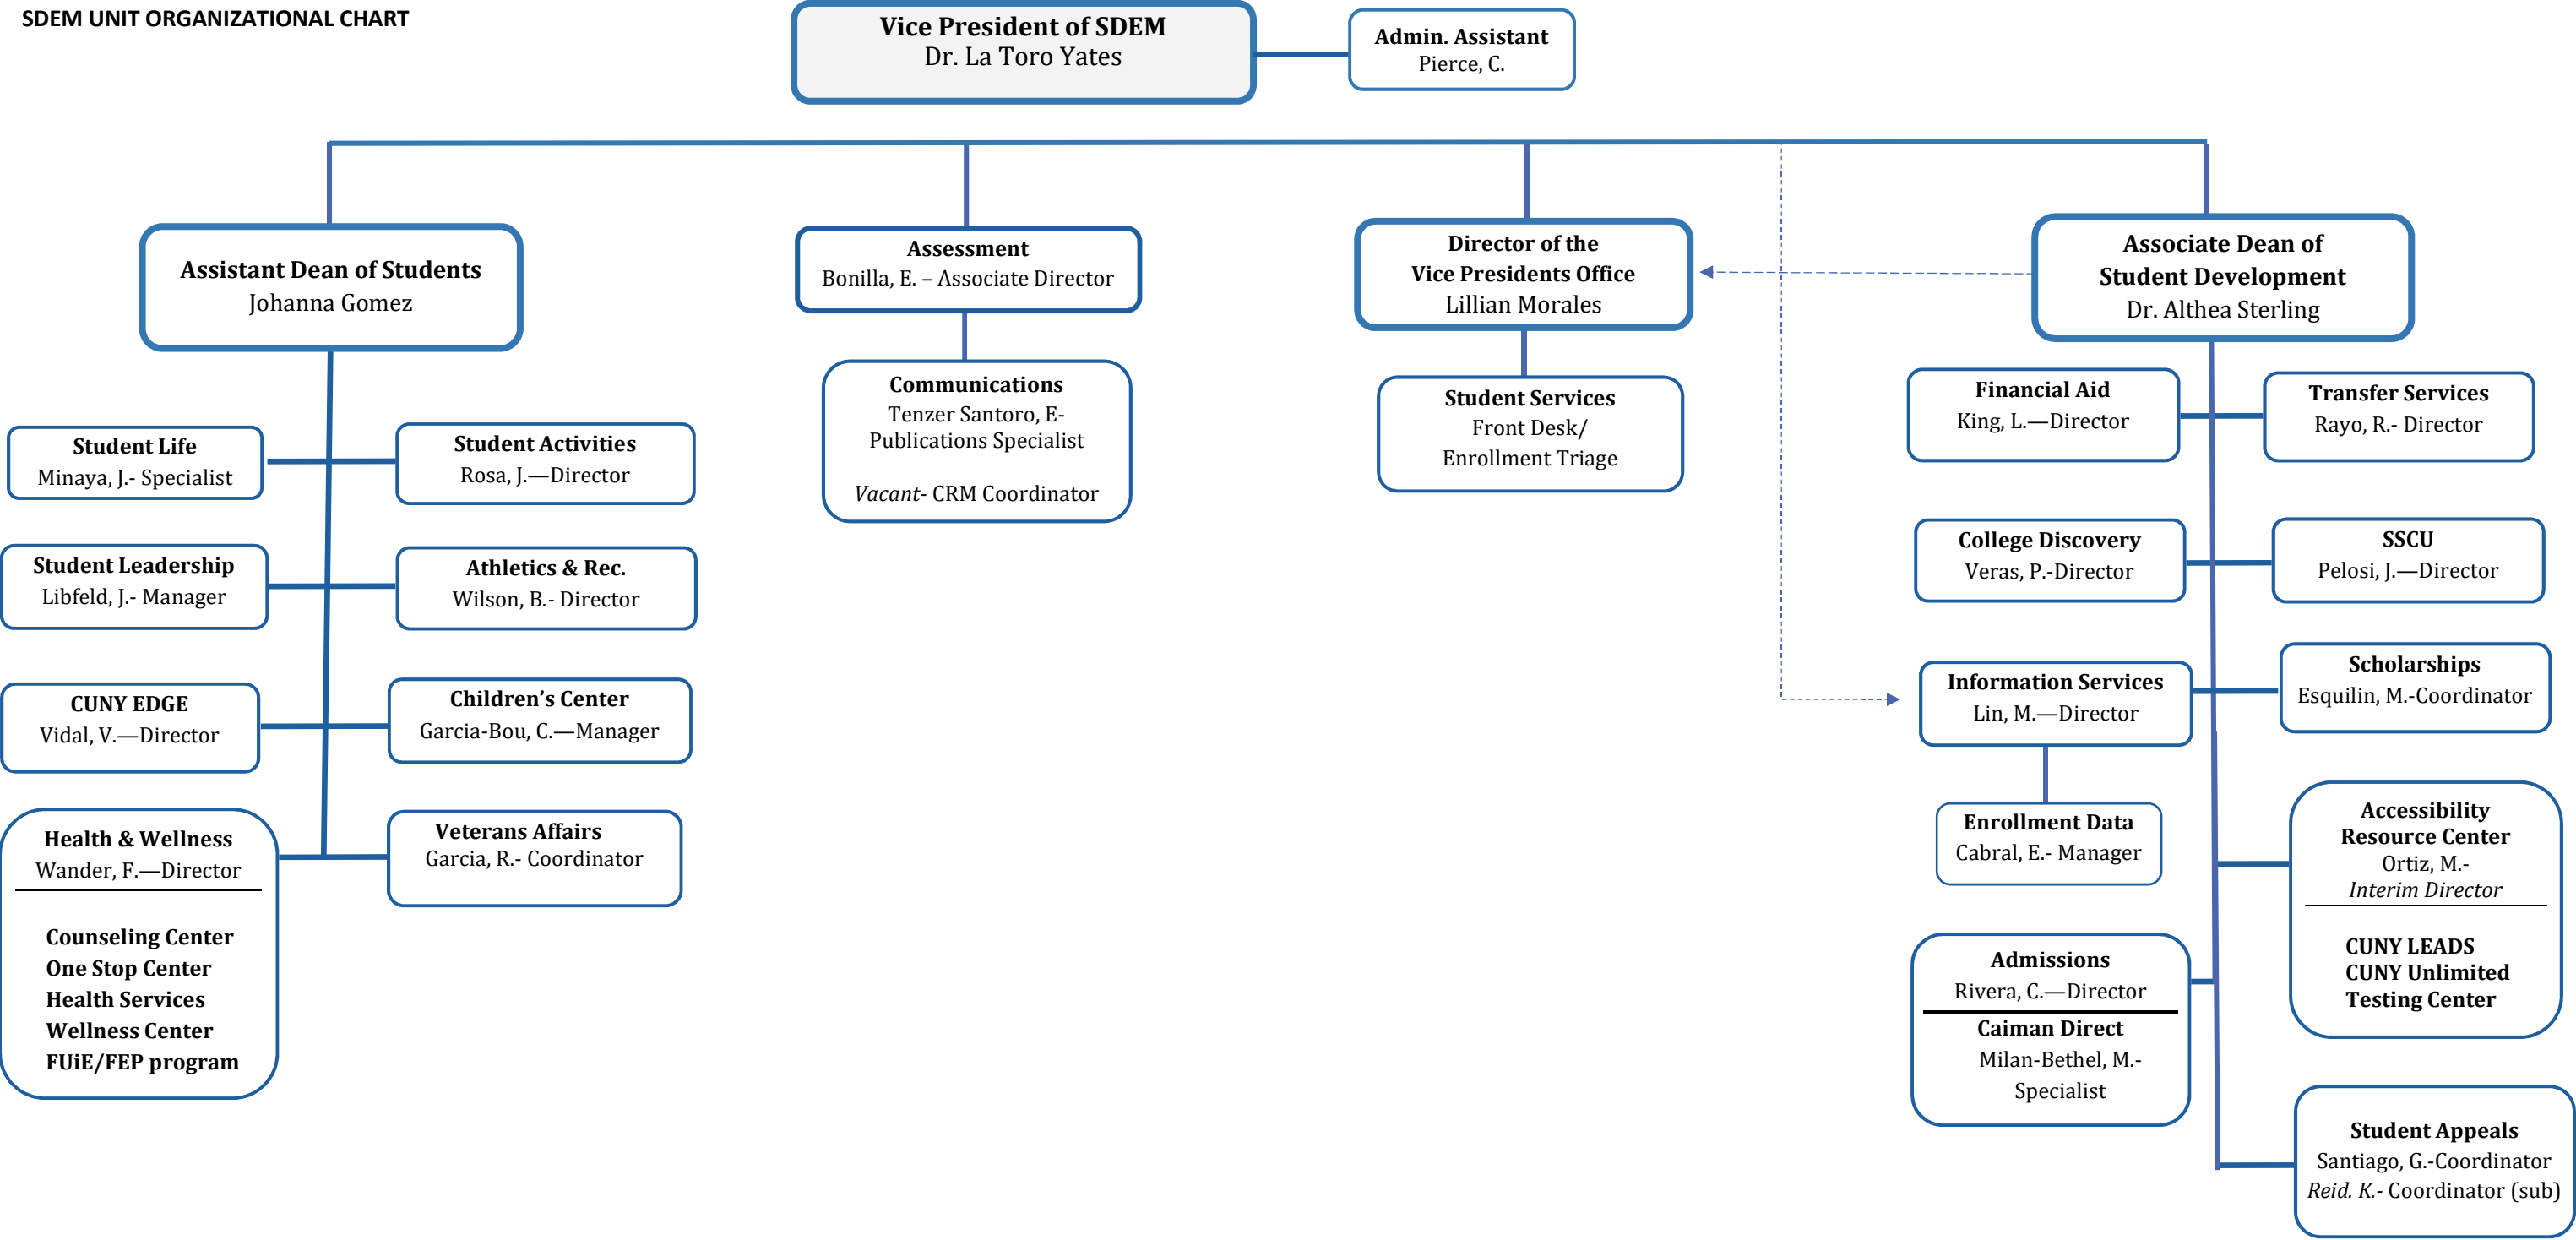 SDEM UNIT ORGANIZATIONAL CHART
Vice President of SDEM
Dr. La Toro Yates
Admin. Assistant
Pierce, C.
Assistant Dean of Students
Johanna Gomez
Assessment
Bonilla, E. – Associate Director
Director of the
Vice Presidents Office
Lillian Morales
Associate Dean of
Student Development
Dr. Althea Sterling
Student Life
Minaya, J.- Specialist
Student Activities
Rosa, J.—Director
Student Leadership
Libfeld, J.- Manager
Athletics & Rec.
Wilson, B.- Director
CUNY EDGE
Vidal, V.—Director
Children’s Center
Garcia-Bou, C.—Manager
Health & Wellness
Wander, F.—Director
Counseling Center
One Stop Center
Health Services
Wellness Center
FUiE/FEP program
Veterans Affairs
Garcia, R.- Coordinator
Communications
Tenzer Santoro, E-
Publications Specialist
Vacant- CRM Coordinator
Student Services
Front Desk/
Enrollment Triage
Financial Aid
King, L.—Director
Transfer Services
Rayo, R.- Director
College Discovery
Veras, P.-Director
SSCU
Pelosi, J.—Director
Information Services
Lin, M.—Director
Scholarships
Esquilin, M.-Coordinator
Enrollment Data
Cabral, E.- Manager
Accessibility
Resource Center
Ortiz, M.-
Interim Director
CUNY LEADS
CUNY Unlimited
Testing Center
Admissions
Rivera, C.—Director
Caiman Direct
Milan-Bethel, M.-
Specialist
Student Appeals
Santiago, G.-Coordinator
Reid. K.- Coordinator (sub)